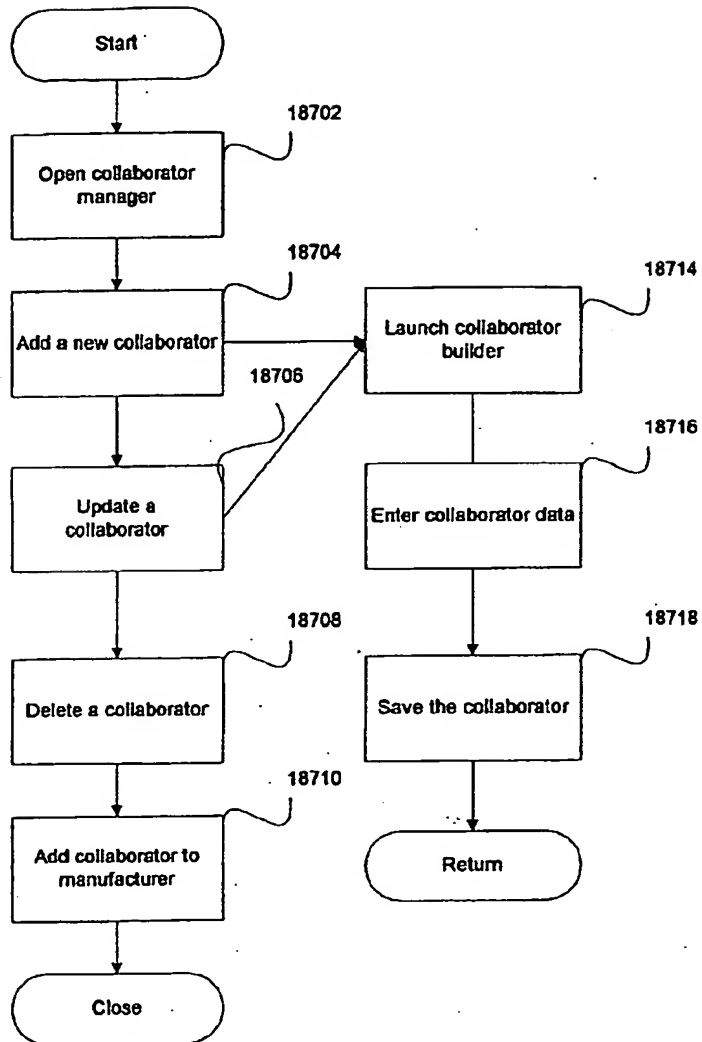 Start
18702
Open collaborator
manager
18704
Add a new collaborator
18706
Update a
collaborator
18708
Delete a collaborator
18710
Add collaborator to
manufacturer
Close
18714
Launch collaborator
builder
18716
Enter collaborator data
18718
Save the collaborator
Return